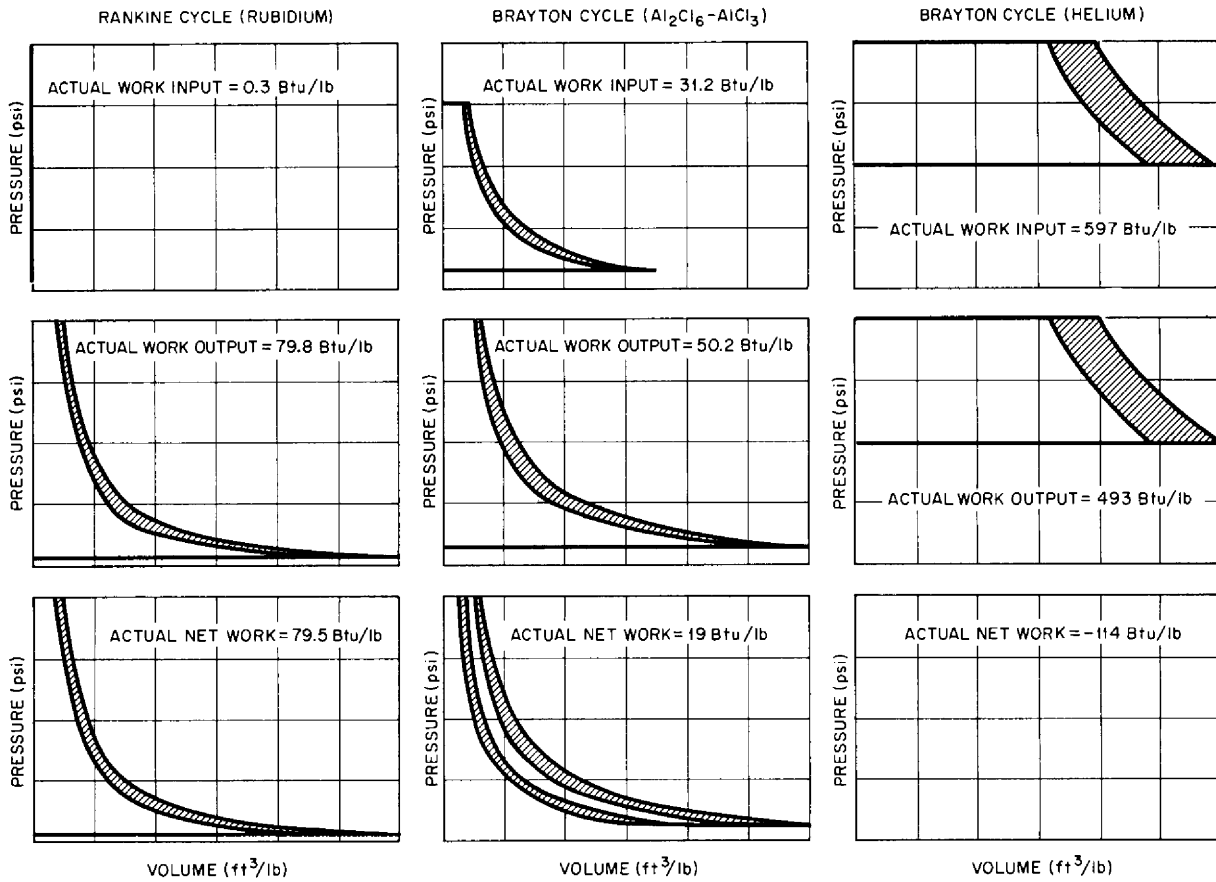 RANKINE CYCLE (RUBIDIUM)
BRAYTON CYCLE (Al₂Cl₆-AlCl₃)
BRAYTON CYCLE (HELIUM)
PRESSURE (psi)
ACTUAL WORK INPUT = 0.3 Btu/lb
PRESSURE (psi)
ACTUAL WORK INPUT = 31.2 Btu/lb
PRESSURE (psi)
ACTUAL WORK INPUT = 597 Btu/lb
PRESSURE (psi)
ACTUAL WORK OUTPUT = 79.8 Btu/lb
PRESSURE (psi)
ACTUAL WORK OUTPUT = 50.2 Btu/lb
PRESSURE (psi)
ACTUAL WORK OUTPUT = 493 Btu/lb
PRESSURE (psi)
ACTUAL NET WORK = 79.5 Btu/lb
PRESSURE (psi)
ACTUAL NET WORK = 19 Btu/lb
PRESSURE (psi)
ACTUAL NET WORK = -114 Btu/lb
VOLUME (ft³/lb)
VOLUME (ft³/lb)
VOLUME (ft³/lb)